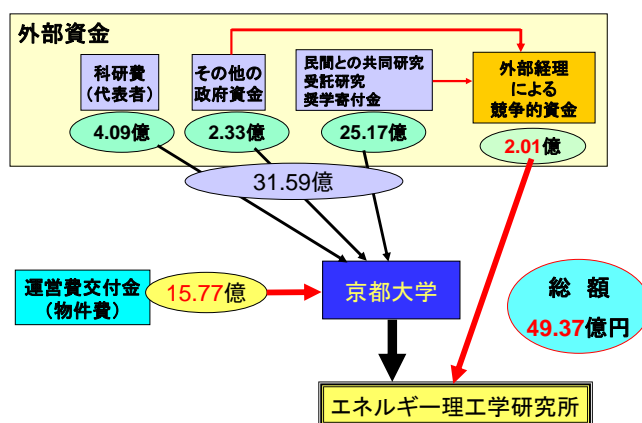 外部資金
科研費
(代表者)
その他の
政府資金
民間との共同研究
受託研究
奨学寄付金
外部経理
による
競争的資金
4.09億
2.33億
25.17億
2.01億
31.59億
運営費交付金
(物件費)
15.77億
京都大学
総 額
49.37億円
エネルギー理工学研究所